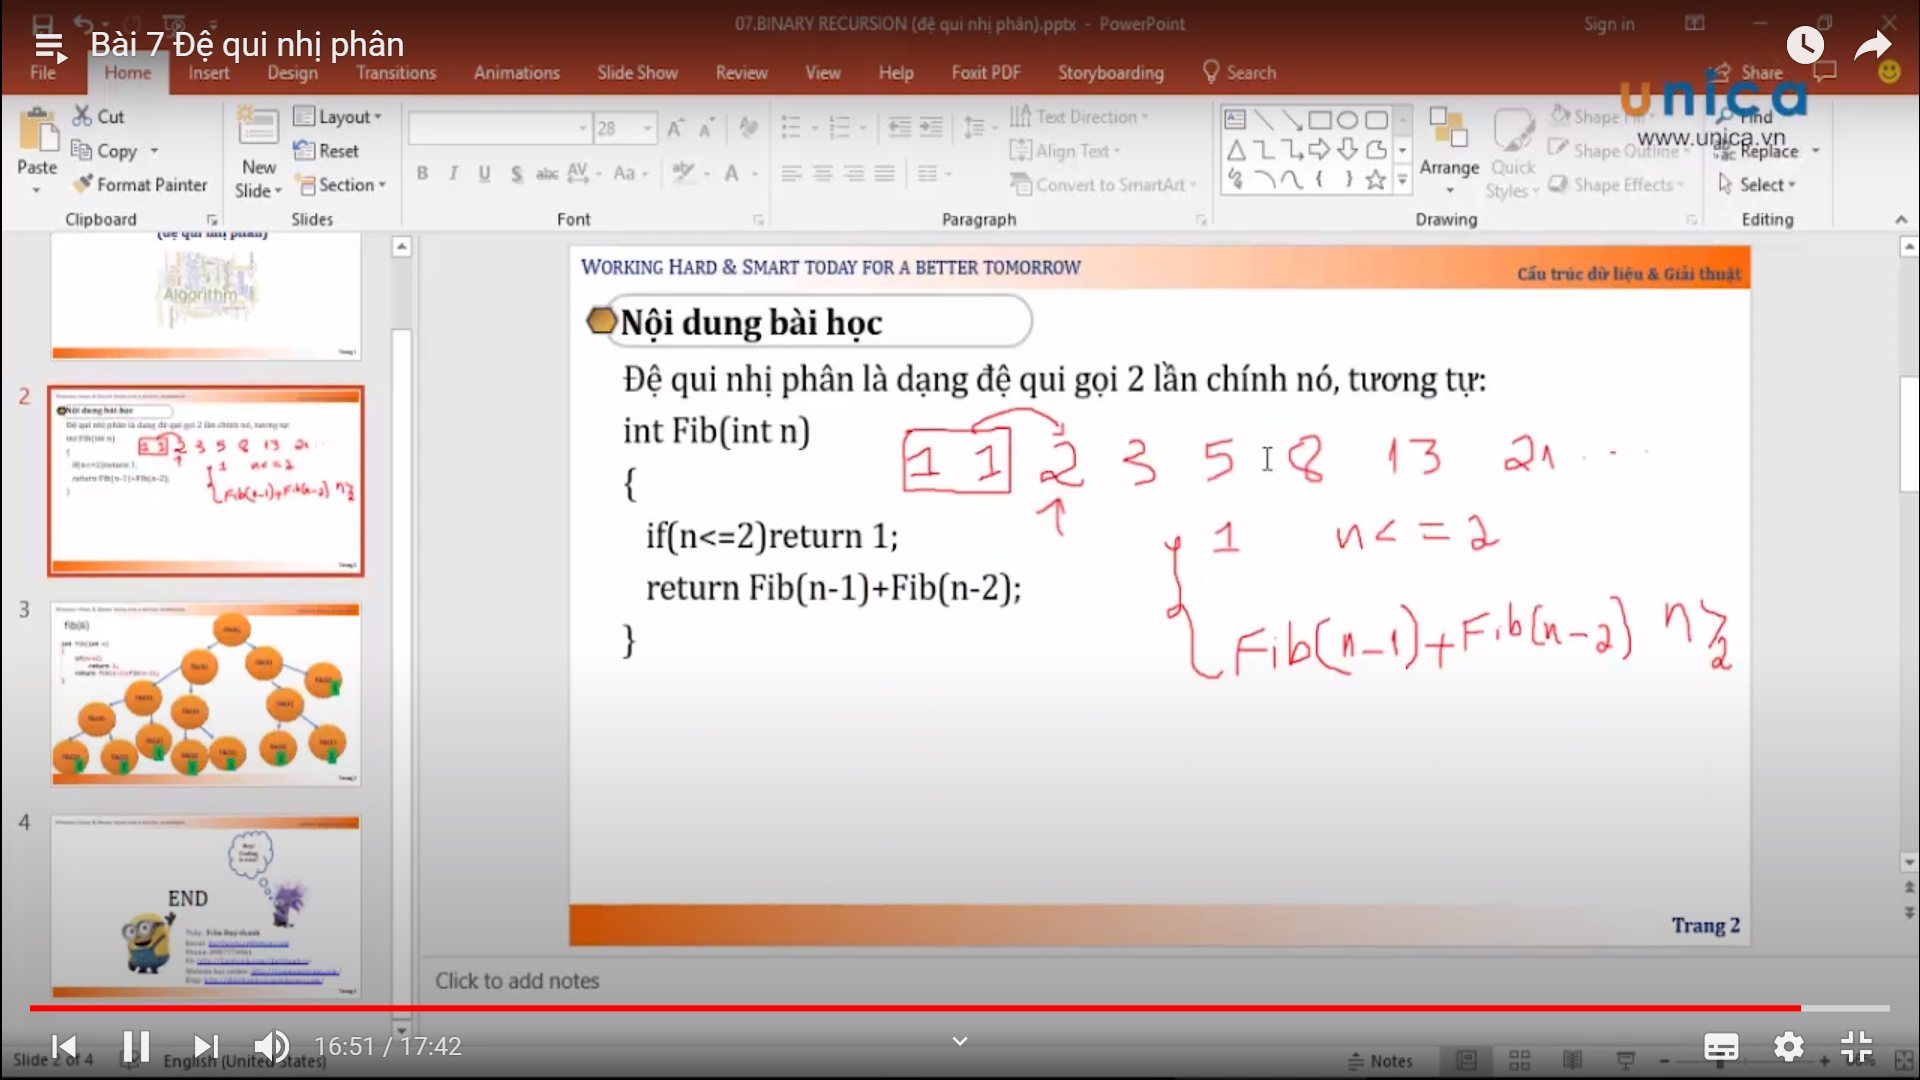 07.BINARY RECURSION (đệ qui nhị phân).pptx - PowerPoint
Sign in
Bài 7 Đệ qui nhị phân
File Home Insert Design Transitions Animations Slide Show Review View Help Foxit PDF Storyboarding Search Share
unica
www.unica.vn
Paste
Cut
Copy
Format Painter
Clipboard
New Slide
Layout
Reset
Section
Slides
28
B I U S abc AV Aa A
Font
Text Direction
Align Text
Convert to SmartArt
Paragraph
Arrange
Quick Styles
Shape Fill
Shape Outline
Shape Effects
Drawing
Find
Replace
Select
Editing
(đệ qui nhị phân)
Algorithm
2
3
fib(6)
4
END
WORKING HARD & SMART TODAY FOR A BETTER TOMORROW
Cấu trúc dữ liệu & Giải thuật
Nội dung bài học
Đệ qui nhị phân là dạng đệ qui gọi 2 lần chính nó, tương tự:
int Fib(int n)
1 1 2 3 5 8 13 21 ...
{
if(n<=2)return 1;
1 n<=2
return Fib(n-1)+Fib(n-2);
Fib(n-1)+Fib(n-2) n>2
}
Trang 2
Click to add notes
16:51 / 17:42
Slide 2 of 4
English (United States)
Notes